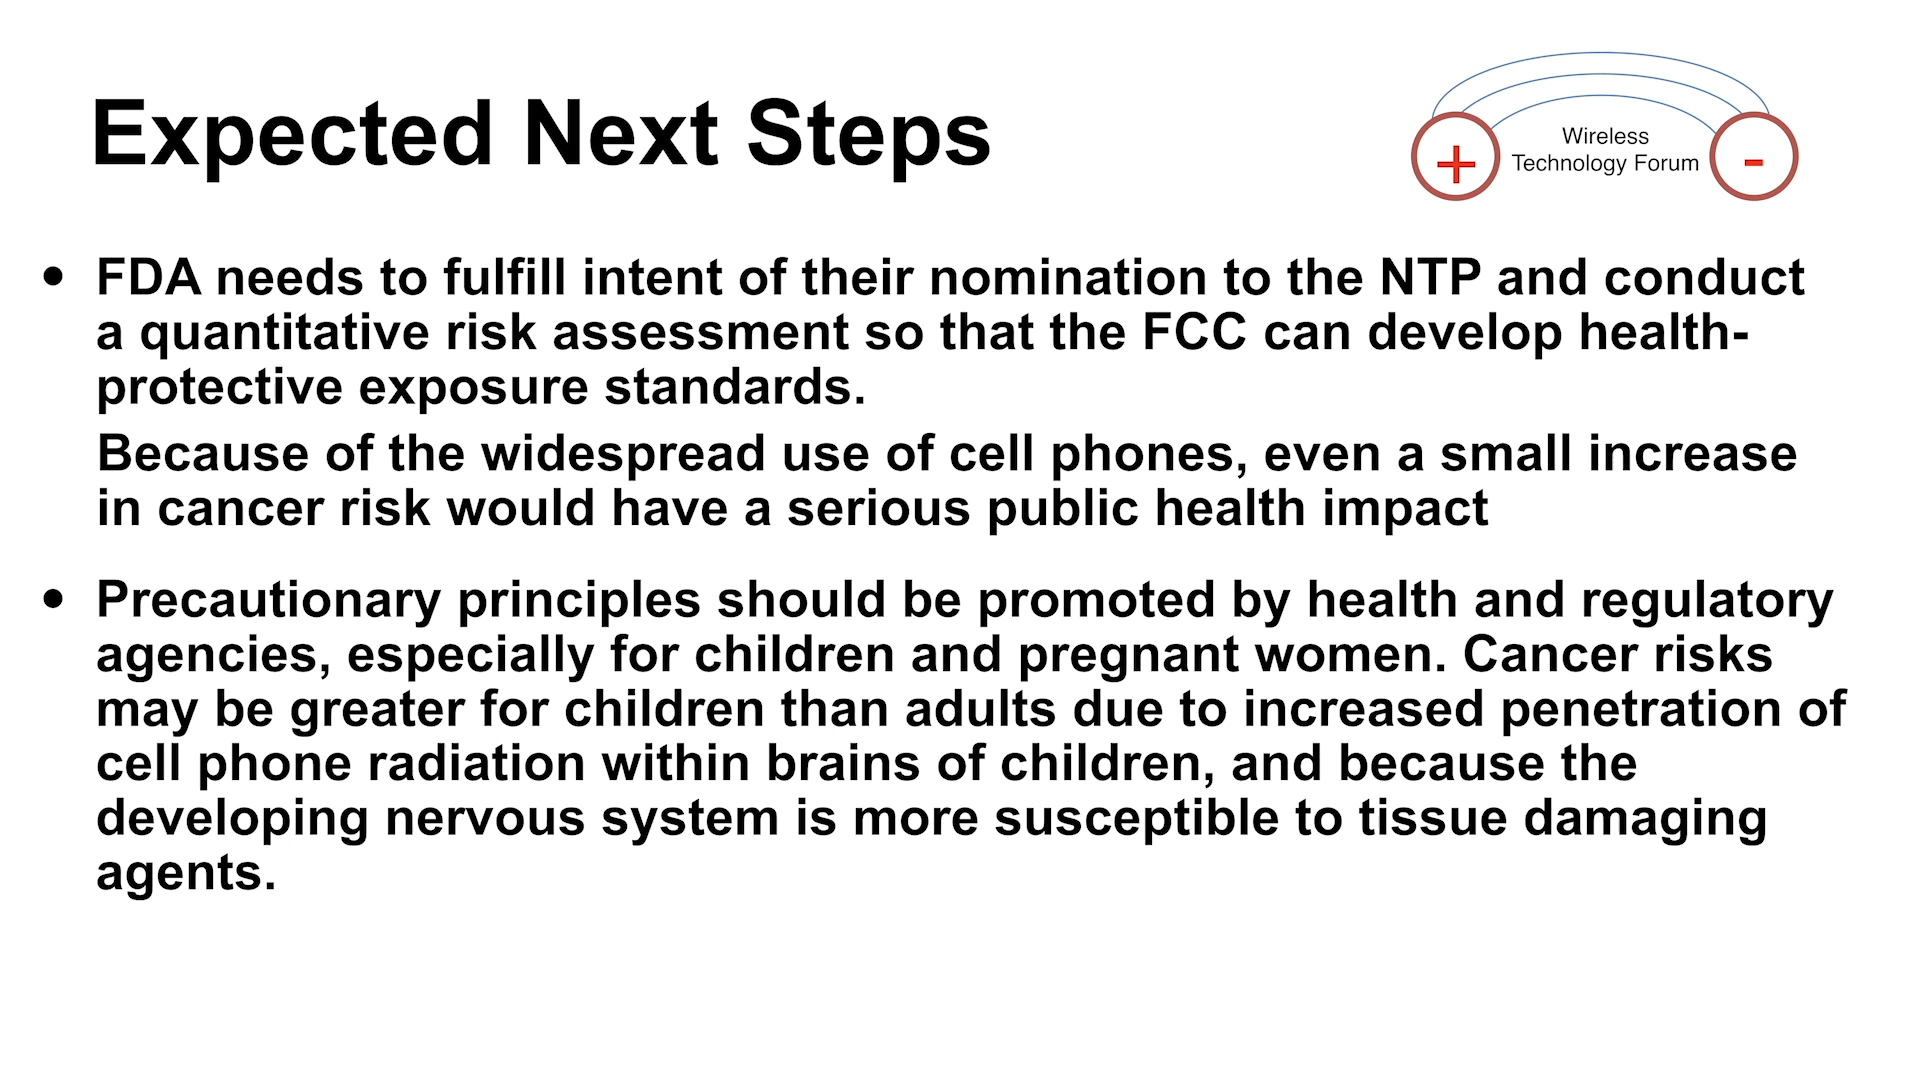 Expected Next Steps
Wireless
Technology Forum
+
-
• FDA needs to fulfill intent of their nomination to the NTP and conduct
a quantitative risk assessment so that the FCC can develop health-
protective exposure standards.
Because of the widespread use of cell phones, even a small increase
in cancer risk would have a serious public health impact
• Precautionary principles should be promoted by health and regulatory
agencies, especially for children and pregnant women. Cancer risks
may be greater for children than adults due to increased penetration of
cell phone radiation within brains of children, and because the
developing nervous system is more susceptible to tissue damaging
agents.